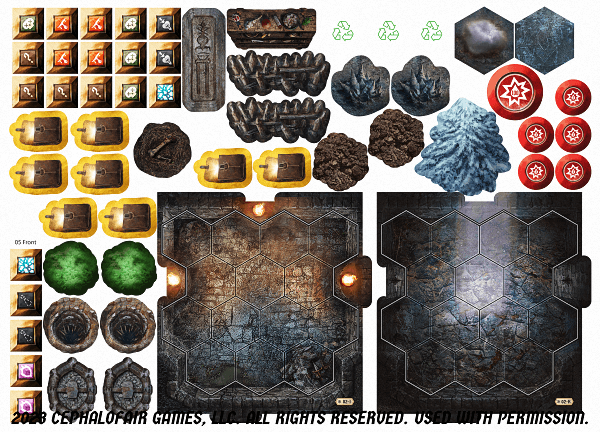 05 Front
2023 CEPHALOFAIR GAMES, LLC. ALL RIGHTS RESERVED. USED WITH PERMISSION.